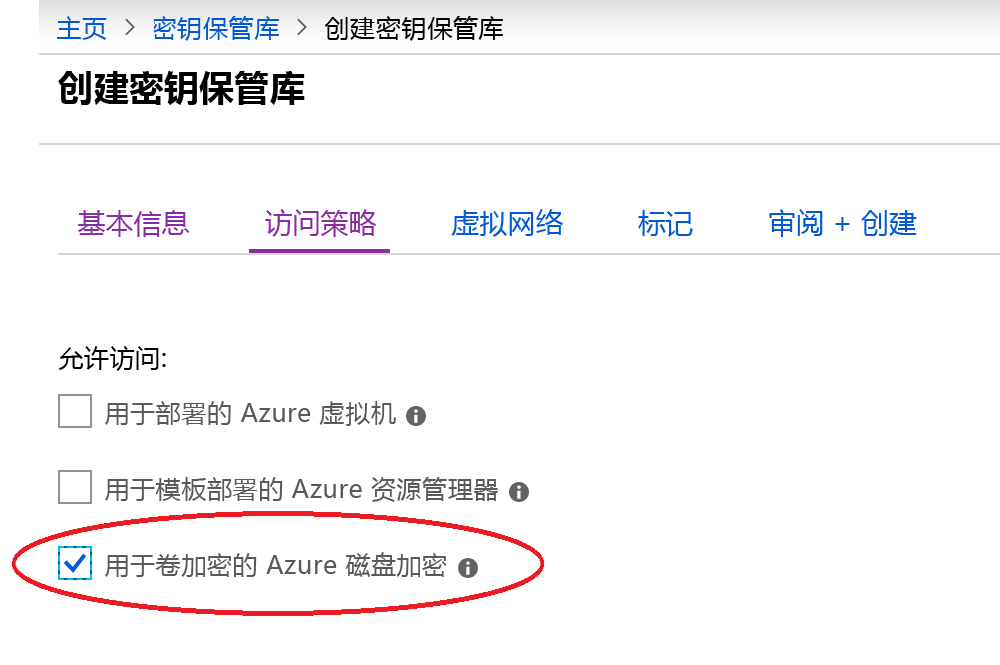 主页 > 密钥保管库 > 创建密钥保管库
创建密钥保管库
基本信息 访问策略 虚拟网络 标记 审阅 + 创建
允许访问:
用于部署的 Azure 虚拟机
用于模板部署的 Azure 资源管理器
用于卷加密的 Azure 磁盘加密